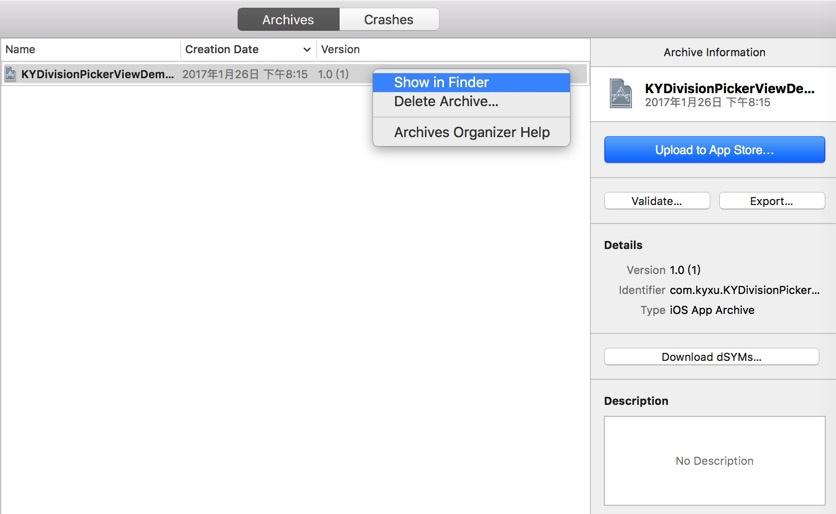 Archives Crashes
Name Creation Date Version
KYDivisionPickerViewDem... 2017年1月26日 下午8:15 1.0 (1)
Show in Finder
Delete Archive...
Archives Organizer Help
Archive Information
KYDivisionPickerViewDe...
2017年1月26日 下午8:15
Upload to App Store...
Validate... Export...
Details
Version 1.0 (1)
Identifier com.kyxu.KYDivisionPicker...
Type iOS App Archive
Download dSYMs...
Description
No Description